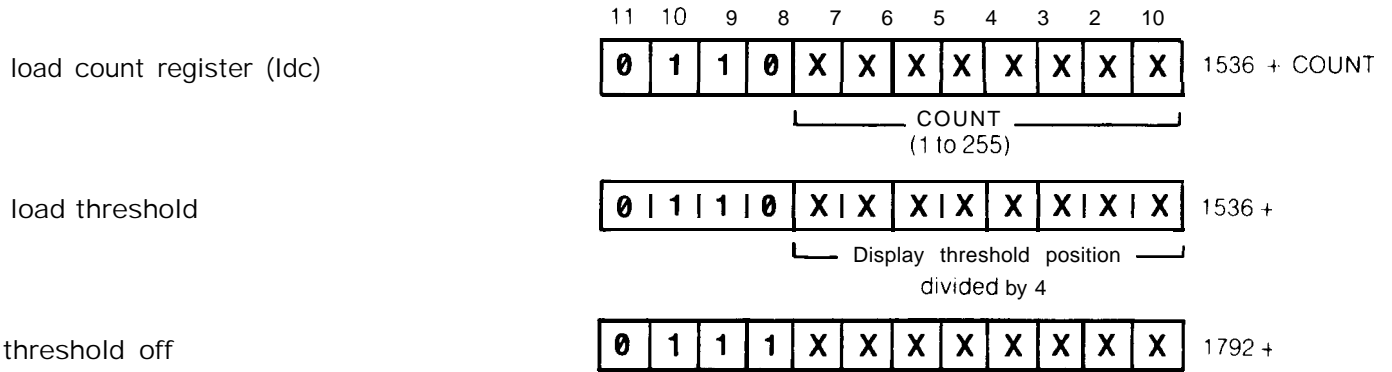 11 10 9 8 7 6 5 4 3 2 10
load count register (ldc) 0 1 1 0 X X X X X X X X 1536 + COUNT
COUNT
(1 to 255)
load threshold 0 1 1 0 X X X X X X X X 1536 +
Display threshold position
divided by 4
threshold off 0 1 1 1 X X X X X X X X 1792 +